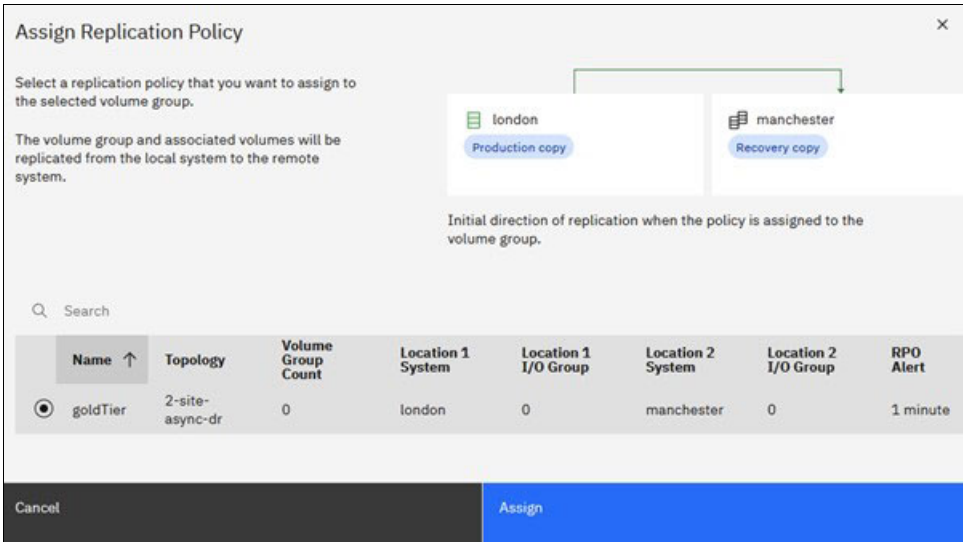 Assign Replication Policy
Select a replication policy that you want to assign to
the selected volume group.
The volume group and associated volumes will be
replicated from the local system to the remote
system.
london
Production copy
manchester
Recovery copy
Initial direction of replication when the policy is assigned to the
volume group.
Search
Name Topology Volume Group Count Location 1 System Location 1 I/O Group Location 2 System Location 2 I/O Group RPO Alert
goldTier 2-site-async-dr 0 london 0 manchester 0 1 minute
Cancel
Assign